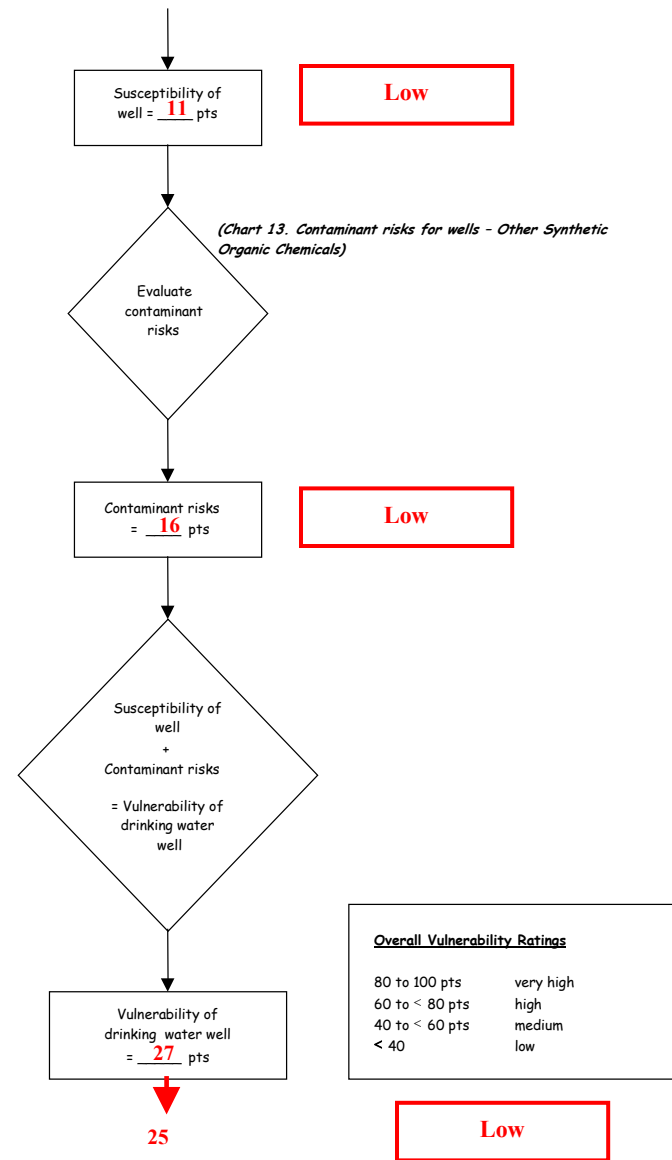 Susceptibility of
well = 11 pts
Low
(Chart 13. Contaminant risks for wells – Other Synthetic
Organic Chemicals)
Evaluate
contaminant
risks
Contaminant risks
= 16 pts
Low
Susceptibility of
well
+
Contaminant risks
= Vulnerability of
drinking water
well
Overall Vulnerability Ratings
80 to 100 pts very high
60 to < 80 pts high
40 to < 60 pts medium
< 40 low
Vulnerability of
drinking water well
= 27 pts
25
Low